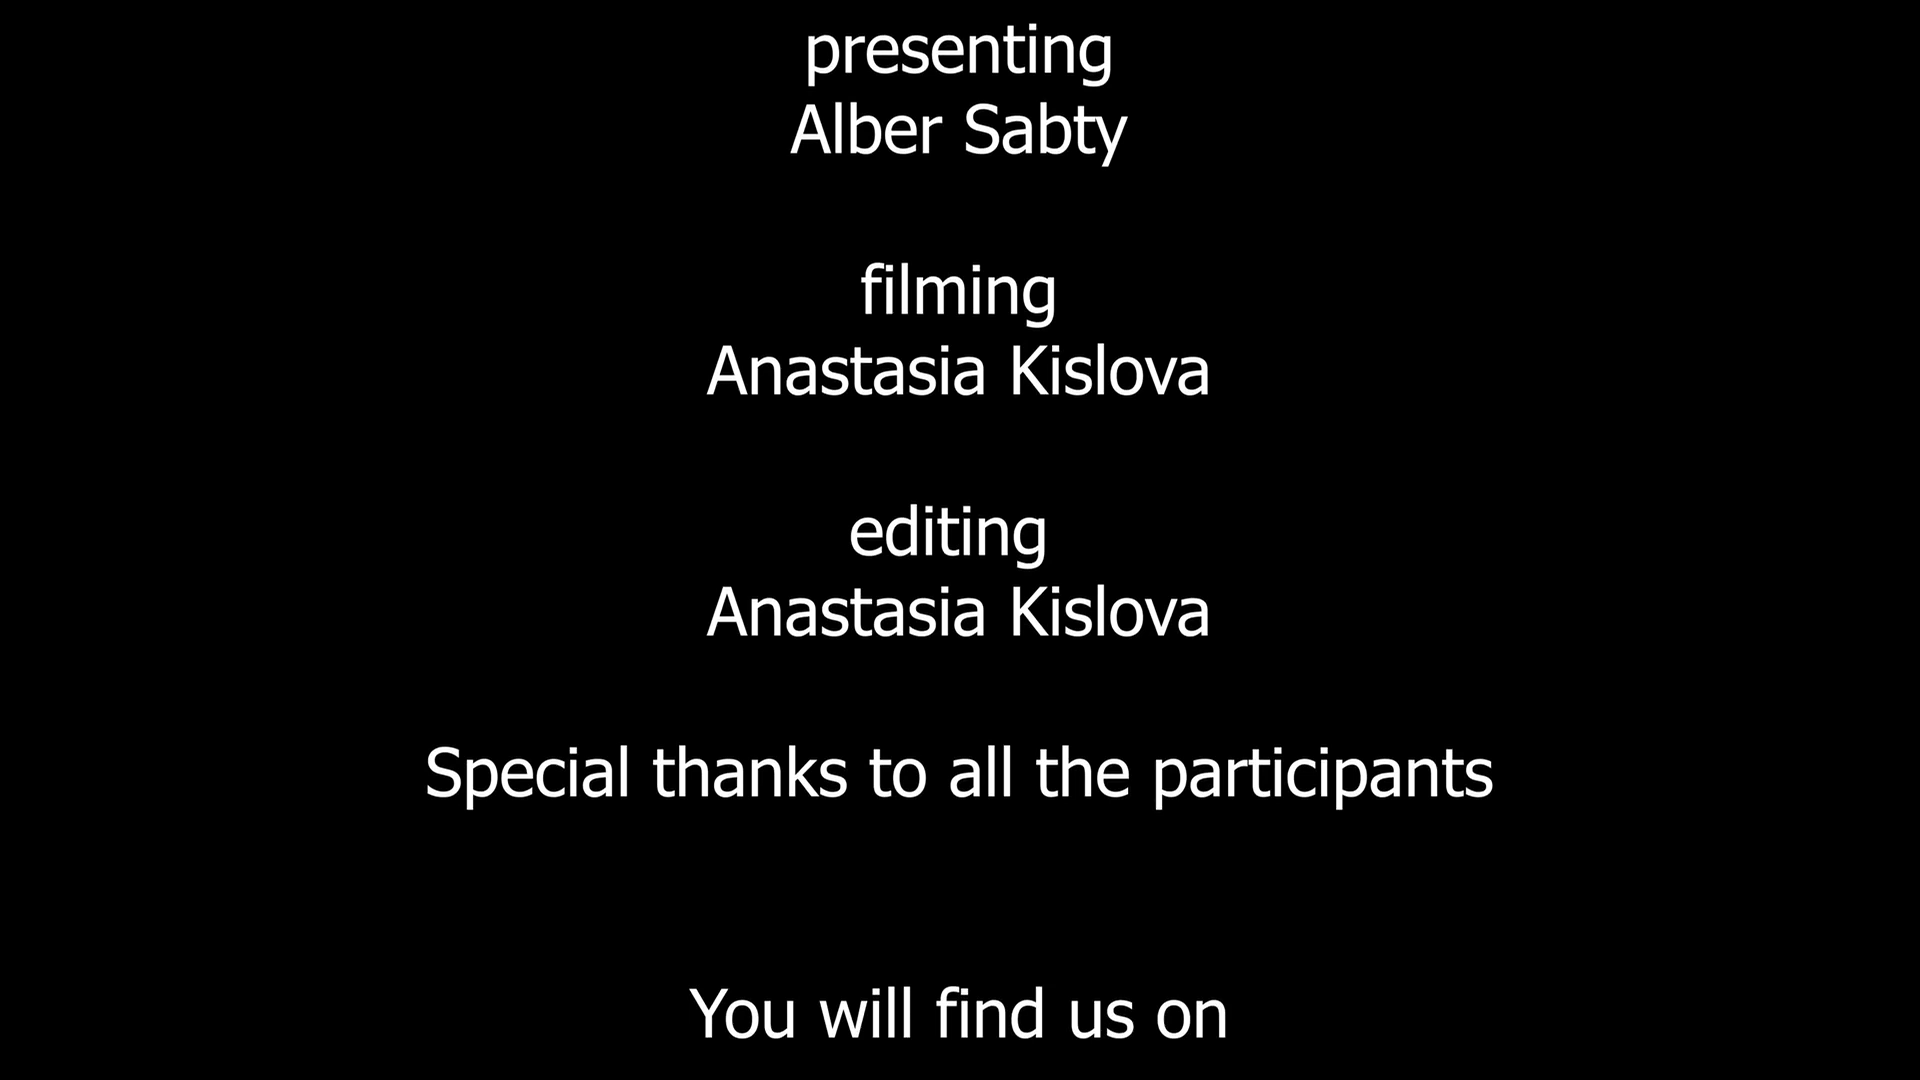 presenting
Alber Sabty
filming
Anastasia Kislova
editing
Anastasia Kislova
Special thanks to all the participants
You will find us on